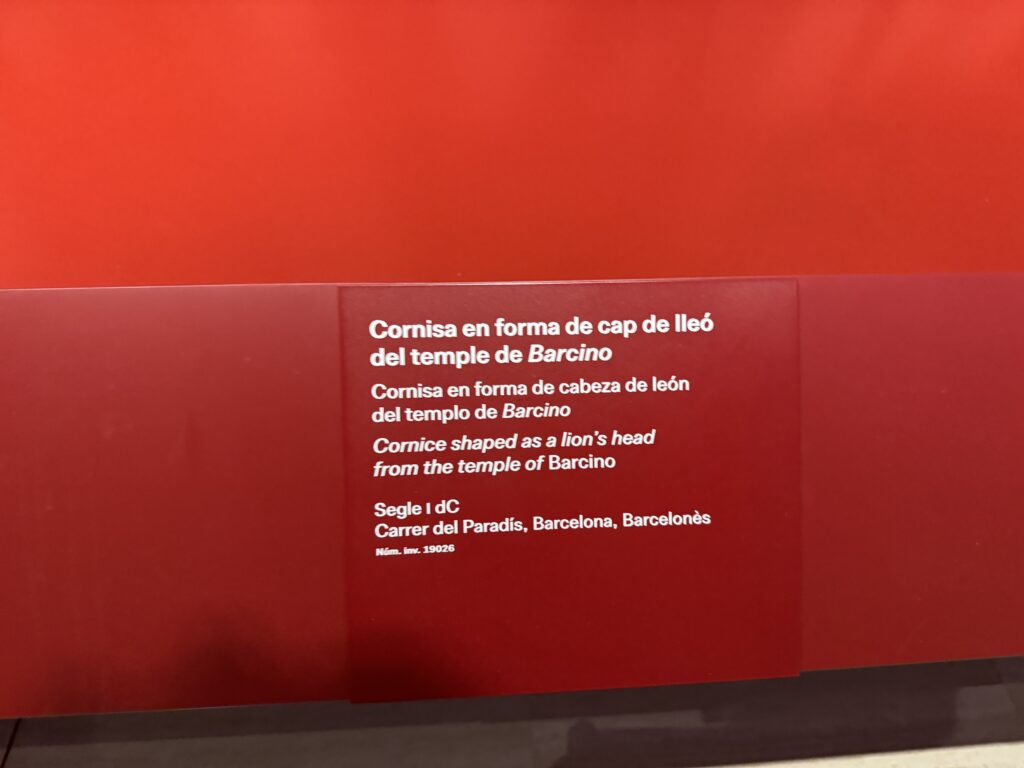 Cornisa en forma de cap de lleó
del temple de Barcino
Cornisa en forma de cabeza de león
del templo de Barcino
Cornice shaped as a lion's head
from the temple of Barcino
Segle I dC
Carrer del Paradís, Barcelona, Barcelonès
Núm. inv. 19026